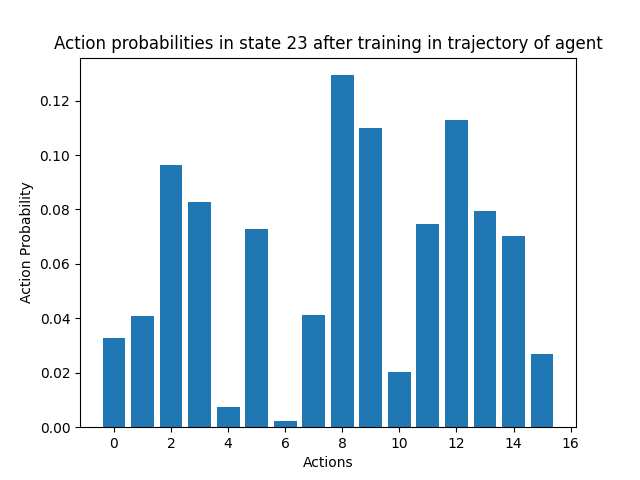 Action probabilities in state 23 after training in trajectory of agent
Action Probability
0.12
0.10
0.08
0.06
0.04
0.02
0.00
0 2 4 6 8 10 12 14 16
Actions